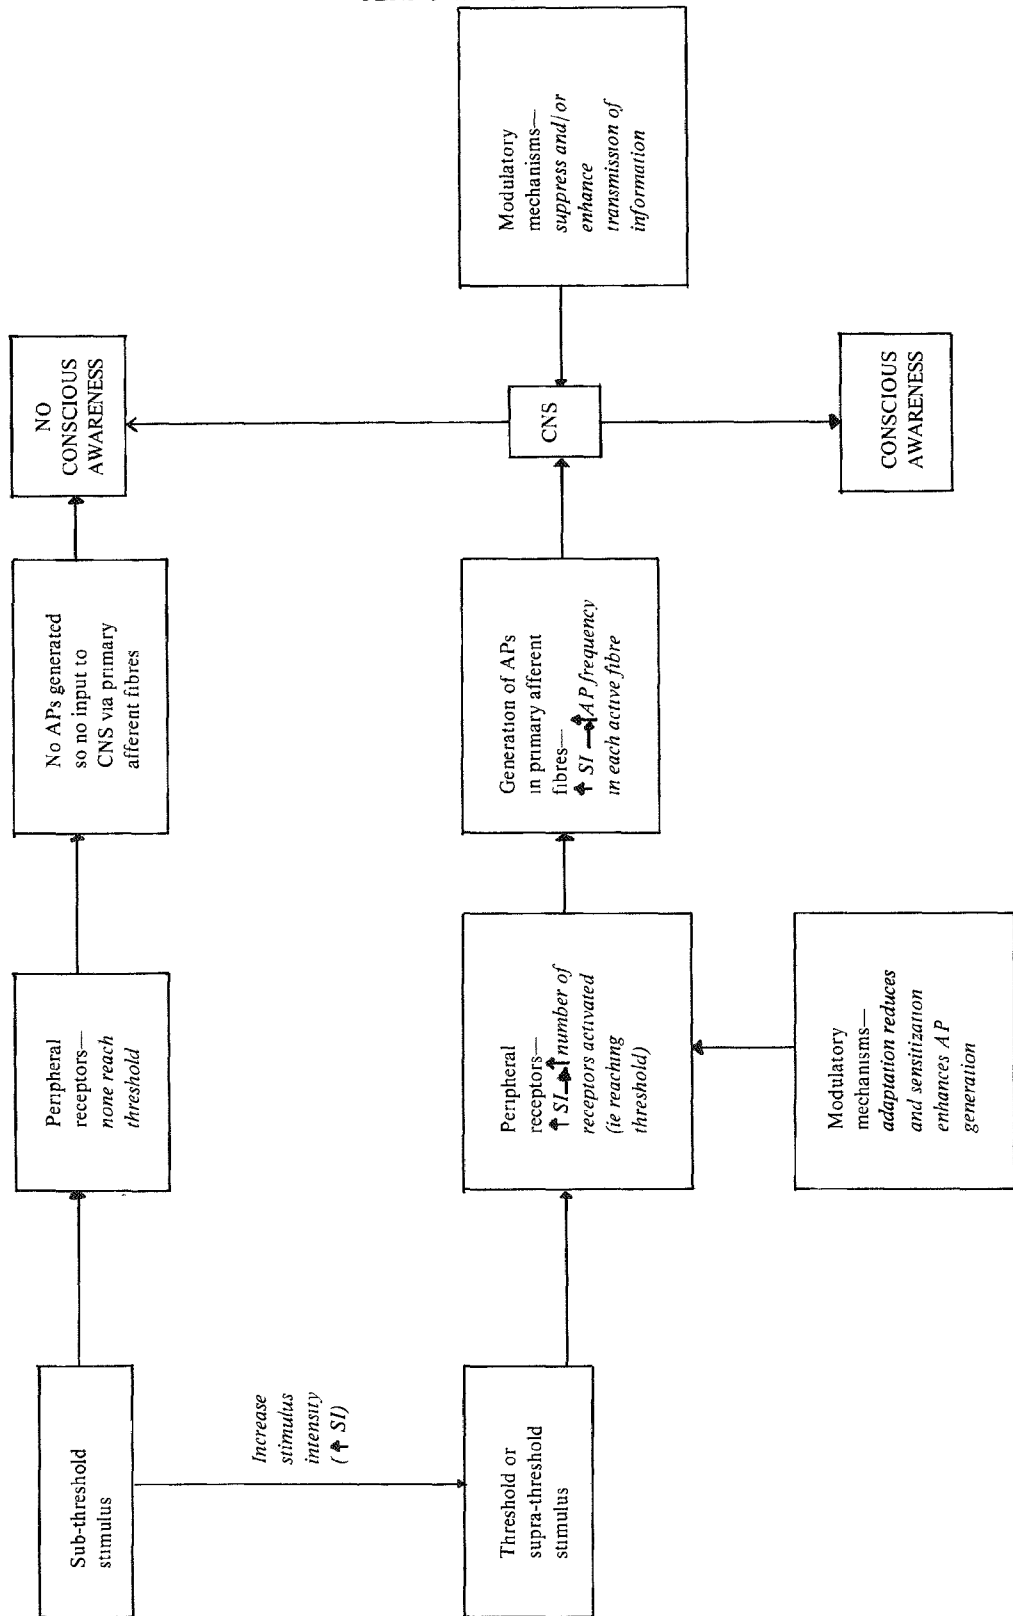 Sub-threshold
stimulus
Increase
stimulus
intensity
(↑ SI)
Threshold or
supra-threshold
stimulus
Peripheral
receptors—
none reach
threshold
Peripheral
receptors—
↑ SI → ↑ number of
receptors activated
(ie reaching
threshold)
Modulatory
mechanisms—
adaptation reduces
and sensitization
enhances AP
generation
No APs generated
so no input to
CNS via primary
afferent fibres
Generation of APs
in primary afferent
fibres—
↑ SI → ↑ AP frequency
in each active fibre
NO
CONSCIOUS
AWARENESS
CNS
CONSCIOUS
AWARENESS
Modulatory
mechanisms—
suppress and/or
enhance
transmission of
information